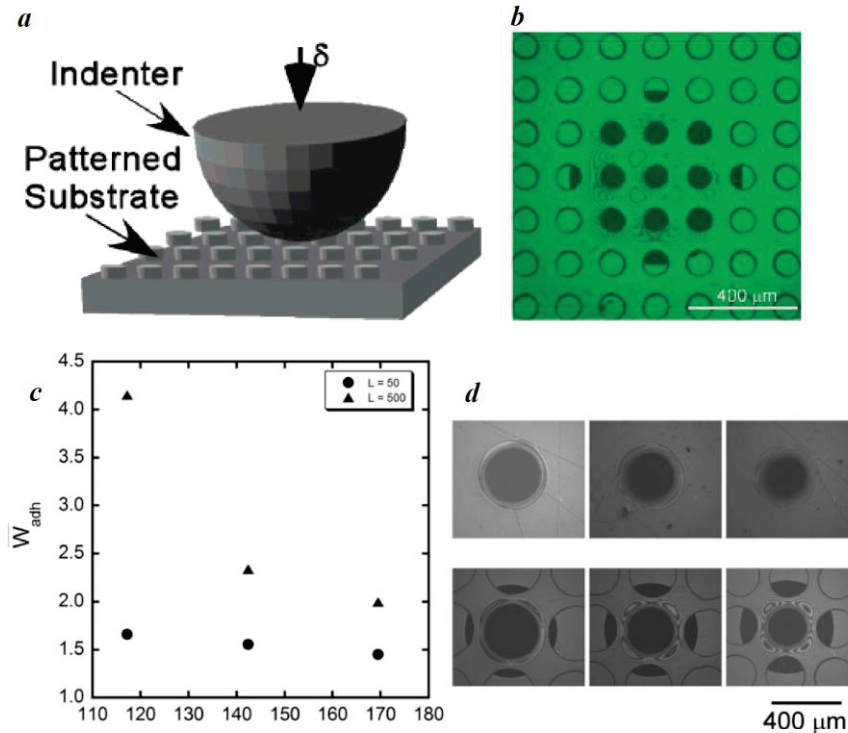 a
δ
Indenter
Patterned
Substrate
b
400 µm
c
4.5
4.0
3.5
3.0
2.5
2.0
1.5
1.0
W̅adh
L = 50
L = 500
110 120 130 140 150 160 170 180
d
400 µm